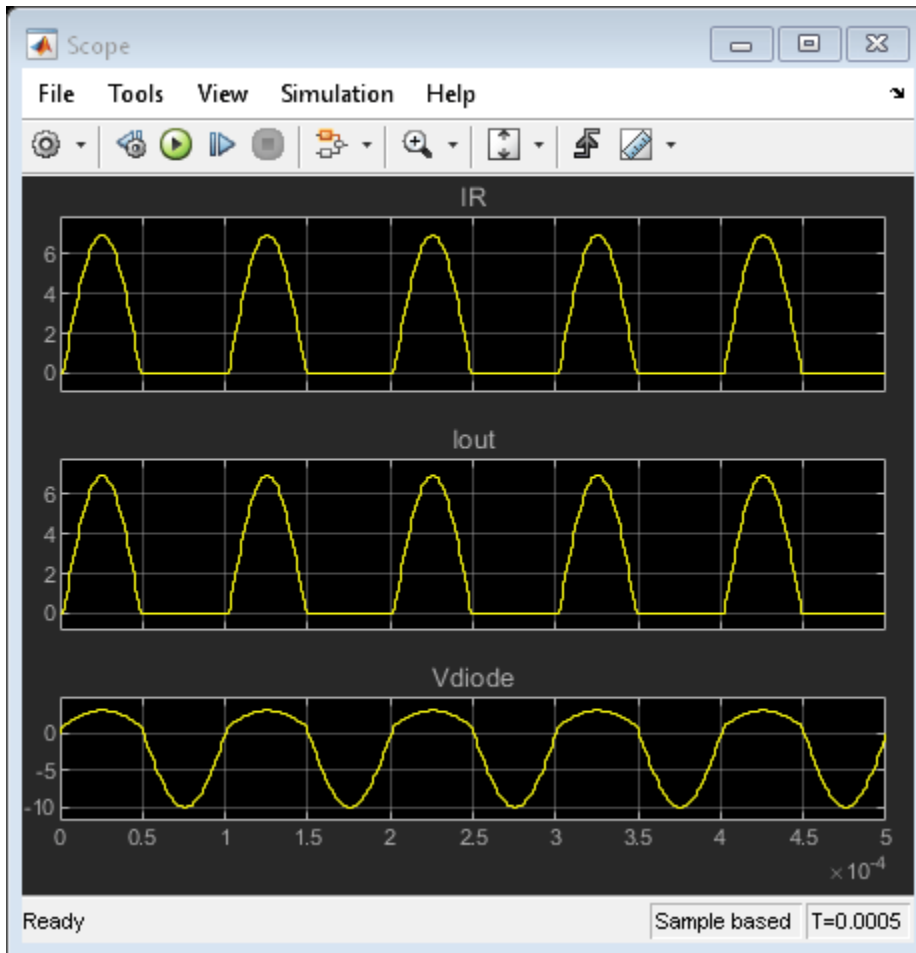 Scope
File Tools View Simulation Help
IR
6
4
2
0
Iout
6
4
2
0
Vdiode
0
-5
-10
0 0.5 1 1.5 2 2.5 3 3.5 4 4.5 5
×10⁻⁴
Ready Sample based T=0.0005